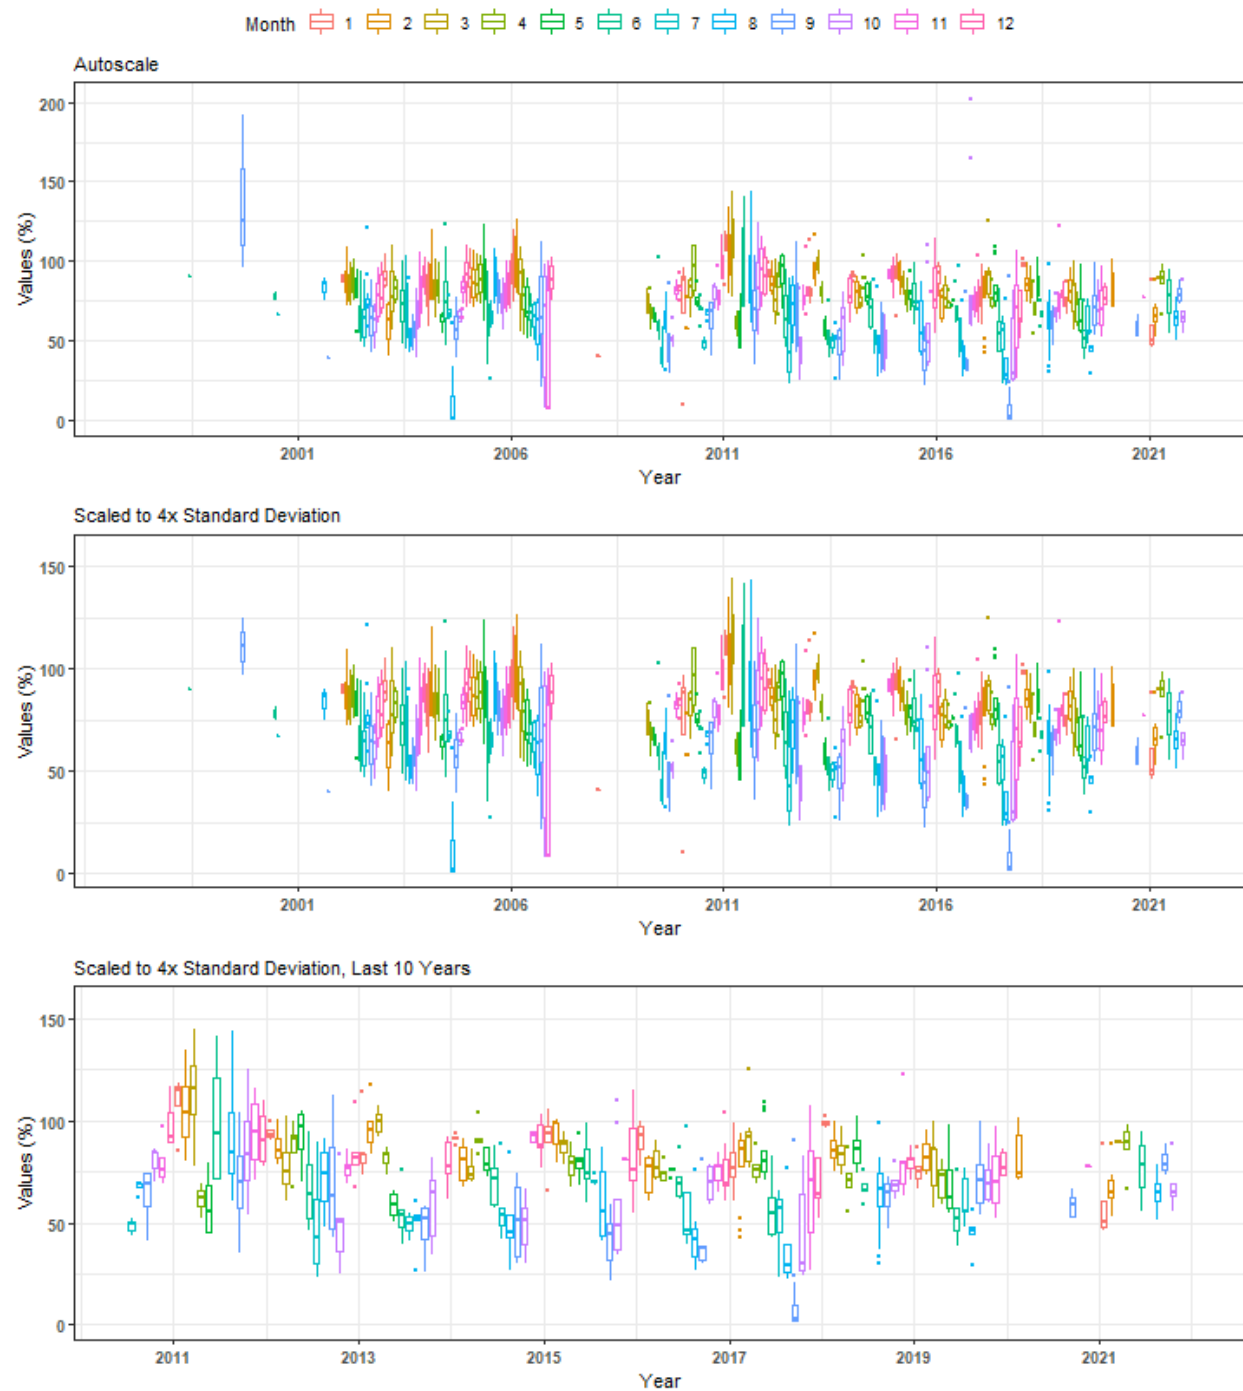 Month 1 2 3 4 5 6 7 8 9 10 11 12
Autoscale
200
150
100
50
0
Values (%)
2001 2006 2011 2016 2021
Year
Scaled to 4x Standard Deviation
150
100
50
0
Values (%)
2001 2006 2011 2016 2021
Year
Scaled to 4x Standard Deviation, Last 10 Years
150
100
50
0
Values (%)
2011 2013 2015 2017 2019 2021
Year